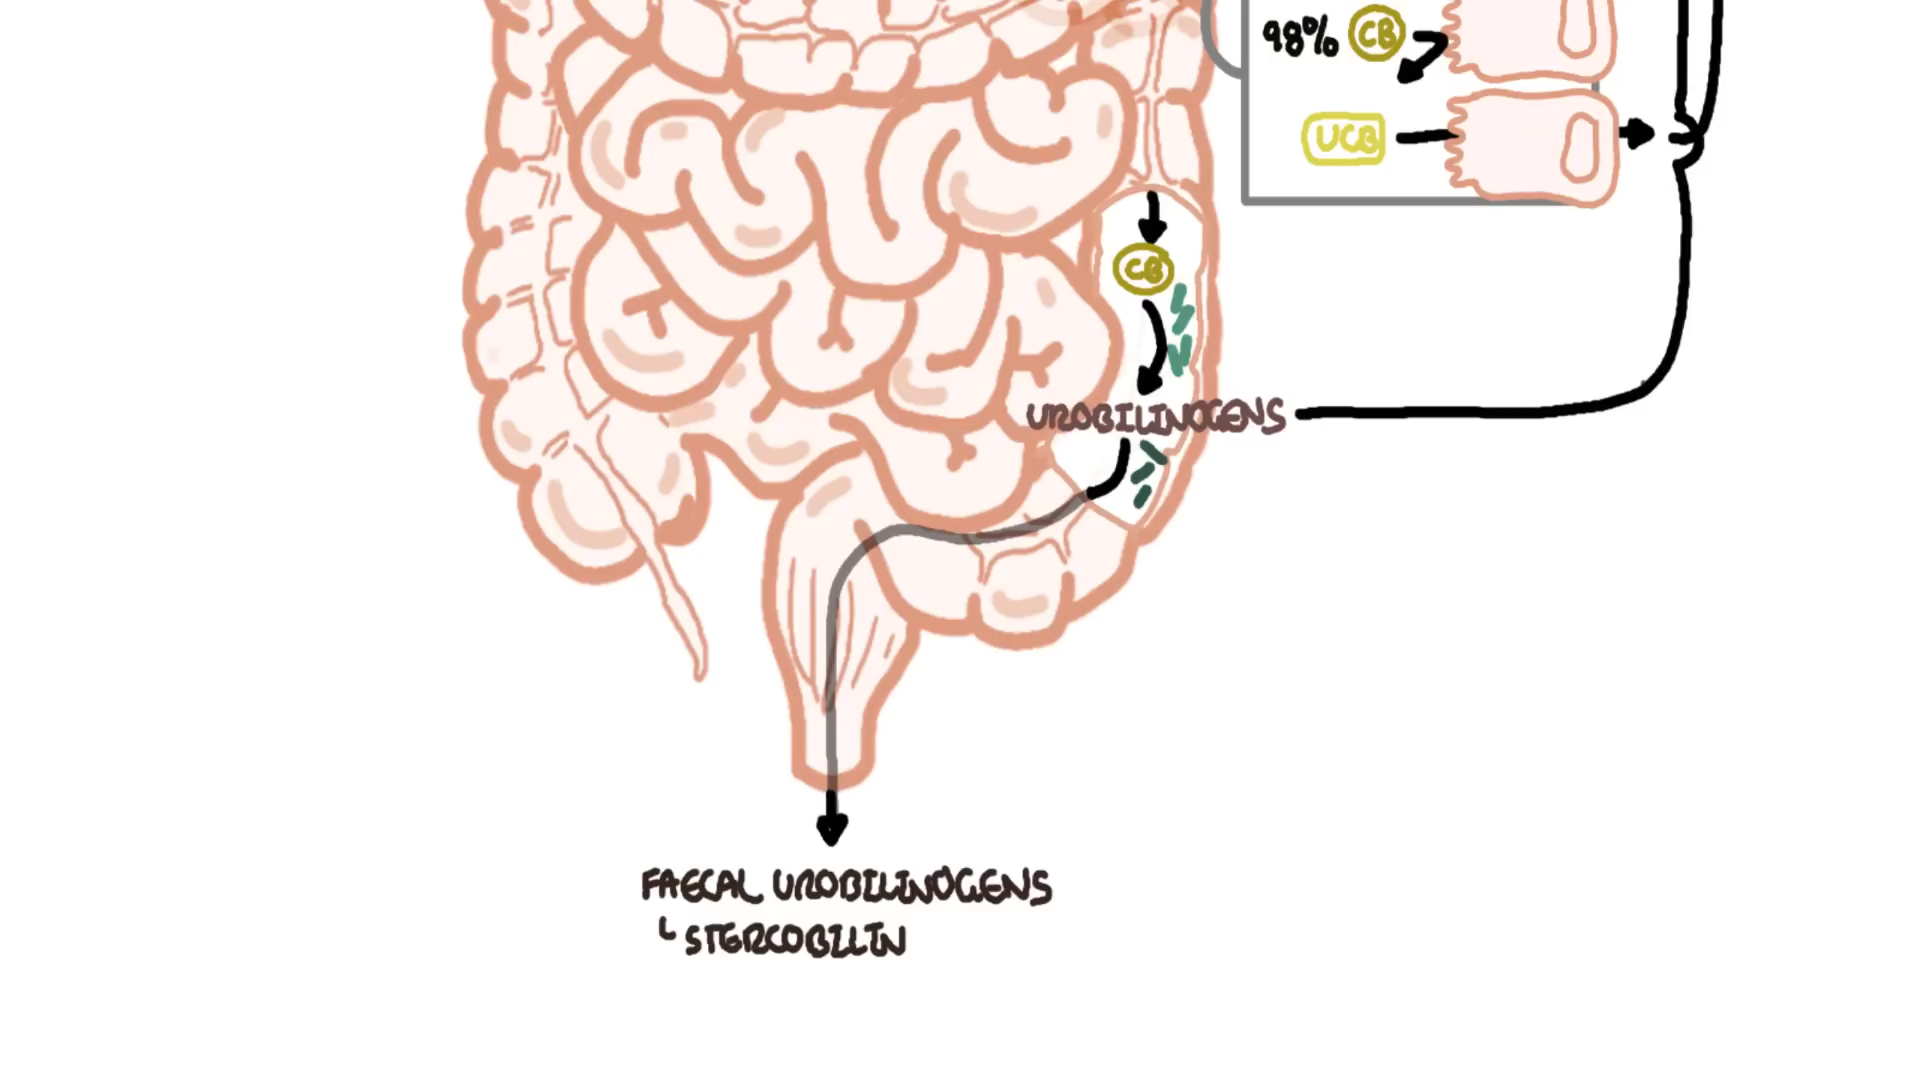 98% CB
UCB
CB
UROBILINOGENS
FAECAL UROBILINOGENS
STERCOBILIN